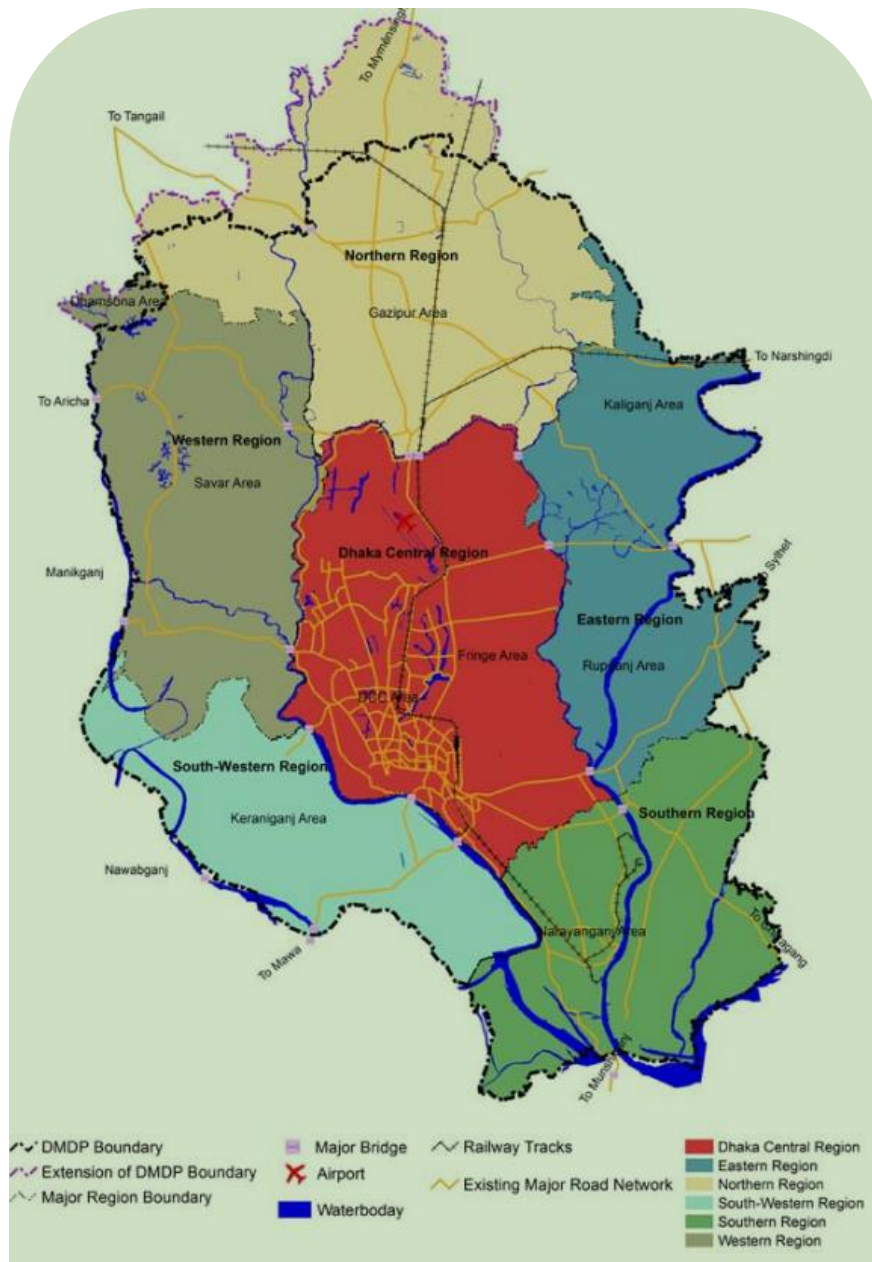 To Mymensingh
To Tangail
Northern Region
Dhamsona Area
Gazipur Area
To Narshingdi
To Aricha
Kaliganj Area
Western Region
Savar Area
Dhaka Central Region
Manikganj
To Sylhet
Eastern Region
Fringe Area
Rupganj Area
DCC Area
South-Western Region
Keraniganj Area
Southern Region
Nawabganj
Narayanganj Area
To Mawa
To Munshiganj
DMDP Boundary
Extension of DMDP Boundary
Major Region Boundary
Major Bridge
Airport
Waterboday
Railway Tracks
Existing Major Road Network
Dhaka Central Region
Eastern Region
Northern Region
South-Western Region
Southern Region
Western Region